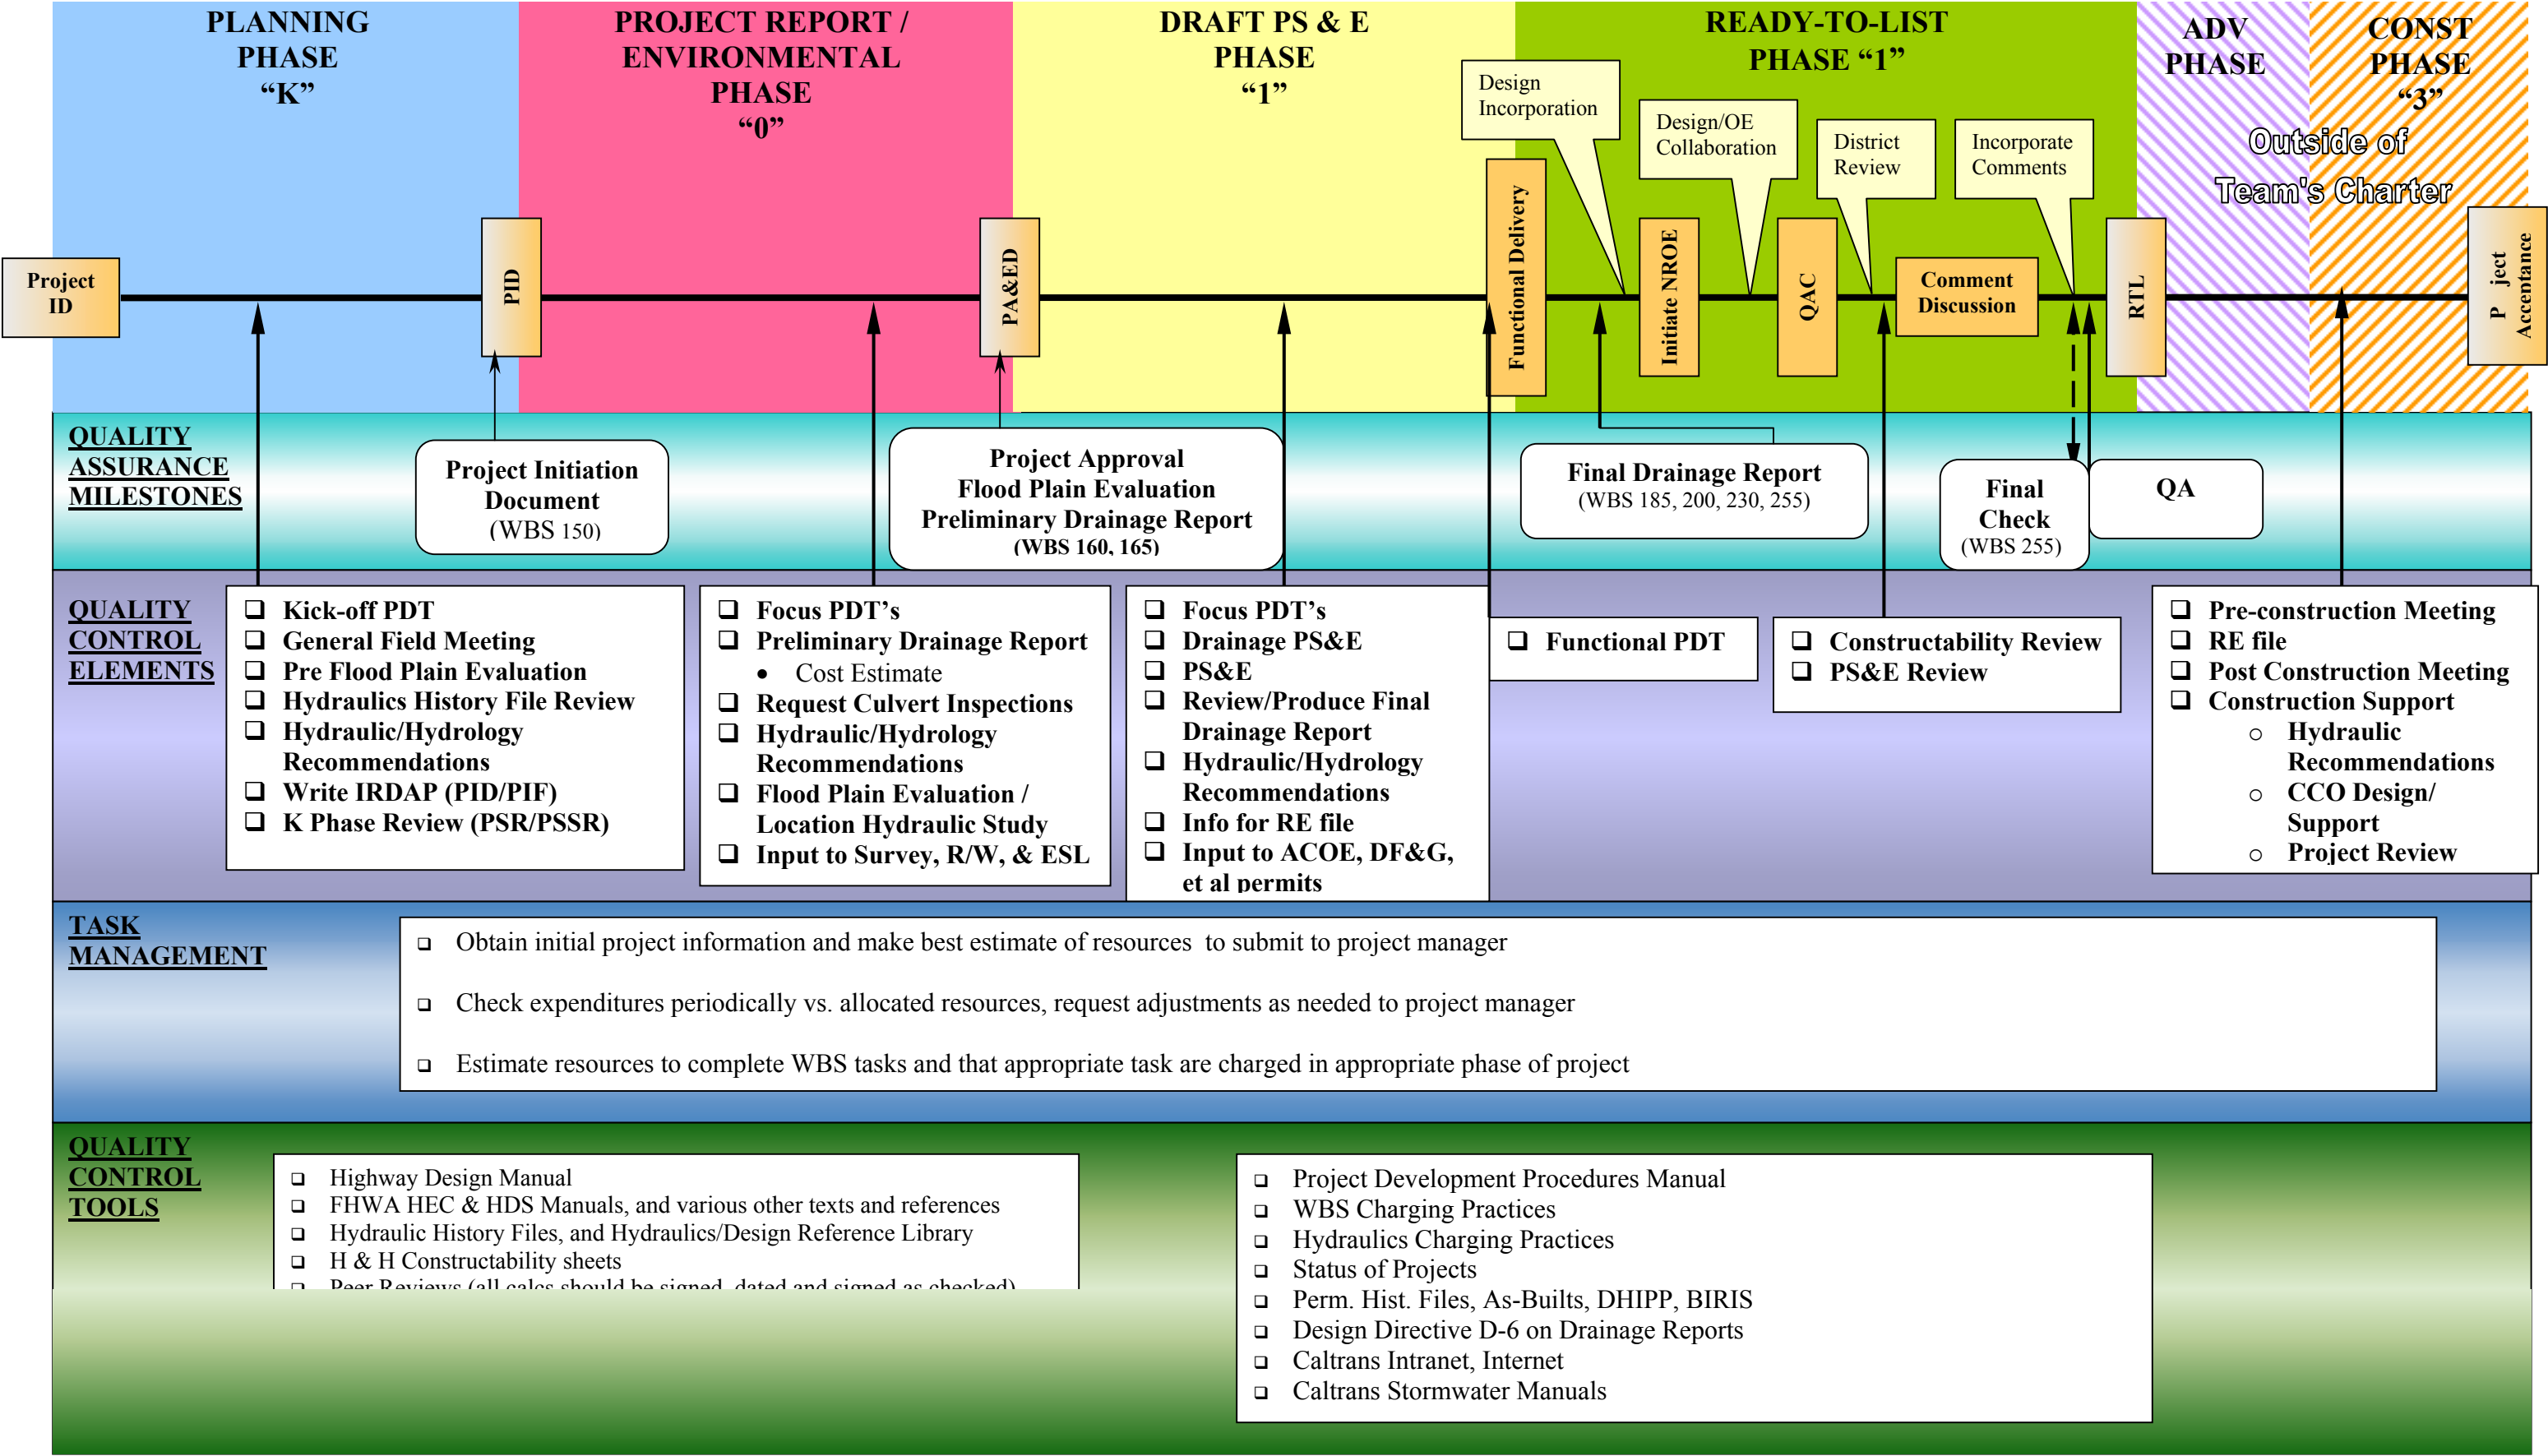 PLANNING
PHASE
“K”
PROJECT REPORT /
ENVIRONMENTAL
PHASE
“0”
DRAFT PS & E
PHASE
“1”
READY-TO-LIST
PHASE “1”
ADV
PHASE
CONST
PHASE
“3”
Outside of
Team's Charter
Design
Incorporation
Design/OE
Collaboration
District
Review
Incorporate
Comments
Project
ID
PID
PA&ED
Functional Delivery
Initiate NROE
QAC
Comment
Discussion
RTL
P ject
Acceptance
QUALITY
ASSURANCE
MILESTONES
Project Initiation
Document
(WBS 150)
Project Approval
Flood Plain Evaluation
Preliminary Drainage Report
(WBS 160, 165)
Final Drainage Report
(WBS 185, 200, 230, 255)
Final
Check
(WBS 255)
QA
QUALITY
CONTROL
ELEMENTS
❑ Kick-off PDT
❑ General Field Meeting
❑ Pre Flood Plain Evaluation
❑ Hydraulics History File Review
❑ Hydraulic/Hydrology
Recommendations
❑ Write IRDAP (PID/PIF)
❑ K Phase Review (PSR/PSSR)
❑ Focus PDT’s
❑ Preliminary Drainage Report
• Cost Estimate
❑ Request Culvert Inspections
❑ Hydraulic/Hydrology
Recommendations
❑ Flood Plain Evaluation /
Location Hydraulic Study
❑ Input to Survey, R/W, & ESL
❑ Focus PDT’s
❑ Drainage PS&E
❑ PS&E
❑ Review/Produce Final
Drainage Report
❑ Hydraulic/Hydrology
Recommendations
❑ Info for RE file
❑ Input to ACOE, DF&G,
et al permits
❑ Functional PDT
❑ Constructability Review
❑ PS&E Review
❑ Pre-construction Meeting
❑ RE file
❑ Post Construction Meeting
❑ Construction Support
o Hydraulic
Recommendations
o CCO Design/
Support
o Project Review
TASK
MANAGEMENT
❑ Obtain initial project information and make best estimate of resources to submit to project manager
❑ Check expenditures periodically vs. allocated resources, request adjustments as needed to project manager
❑ Estimate resources to complete WBS tasks and that appropriate task are charged in appropriate phase of project
QUALITY
CONTROL
TOOLS
❑ Highway Design Manual
❑ FHWA HEC & HDS Manuals, and various other texts and references
❑ Hydraulic History Files, and Hydraulics/Design Reference Library
❑ H & H Constructability sheets
❑ Peer Reviews (all calcs should be signed, dated and signed as checked)
❑ Project Development Procedures Manual
❑ WBS Charging Practices
❑ Hydraulics Charging Practices
❑ Status of Projects
❑ Perm. Hist. Files, As-Builts, DHIPP, BIRIS
❑ Design Directive D-6 on Drainage Reports
❑ Caltrans Intranet, Internet
❑ Caltrans Stormwater Manuals